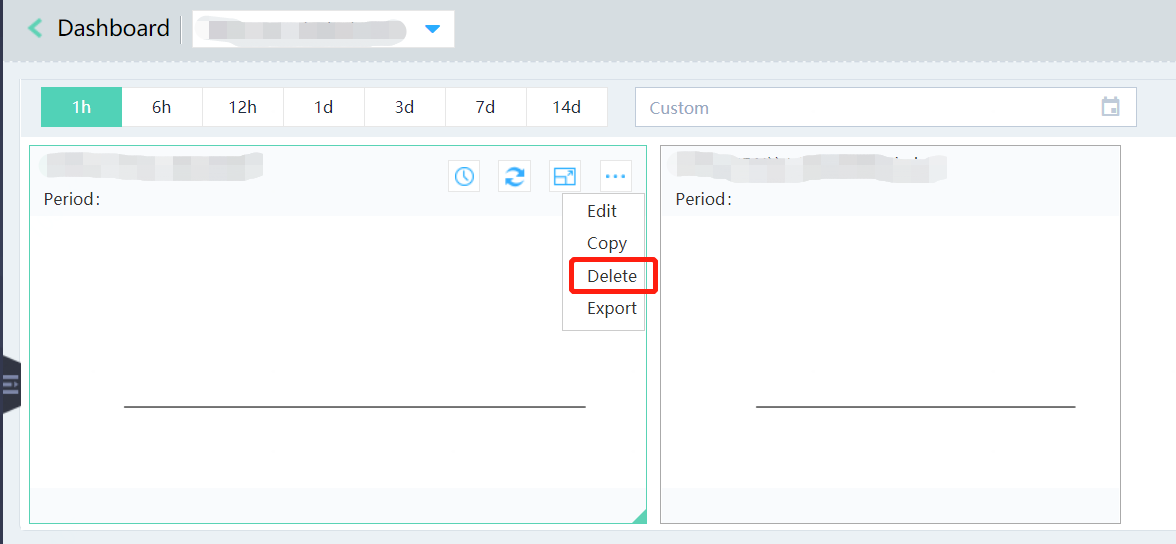 Dashboard
1h 6h 12h 1d 3d 7d 14d Custom
Period:
Edit
Copy
Delete
Export
Period: